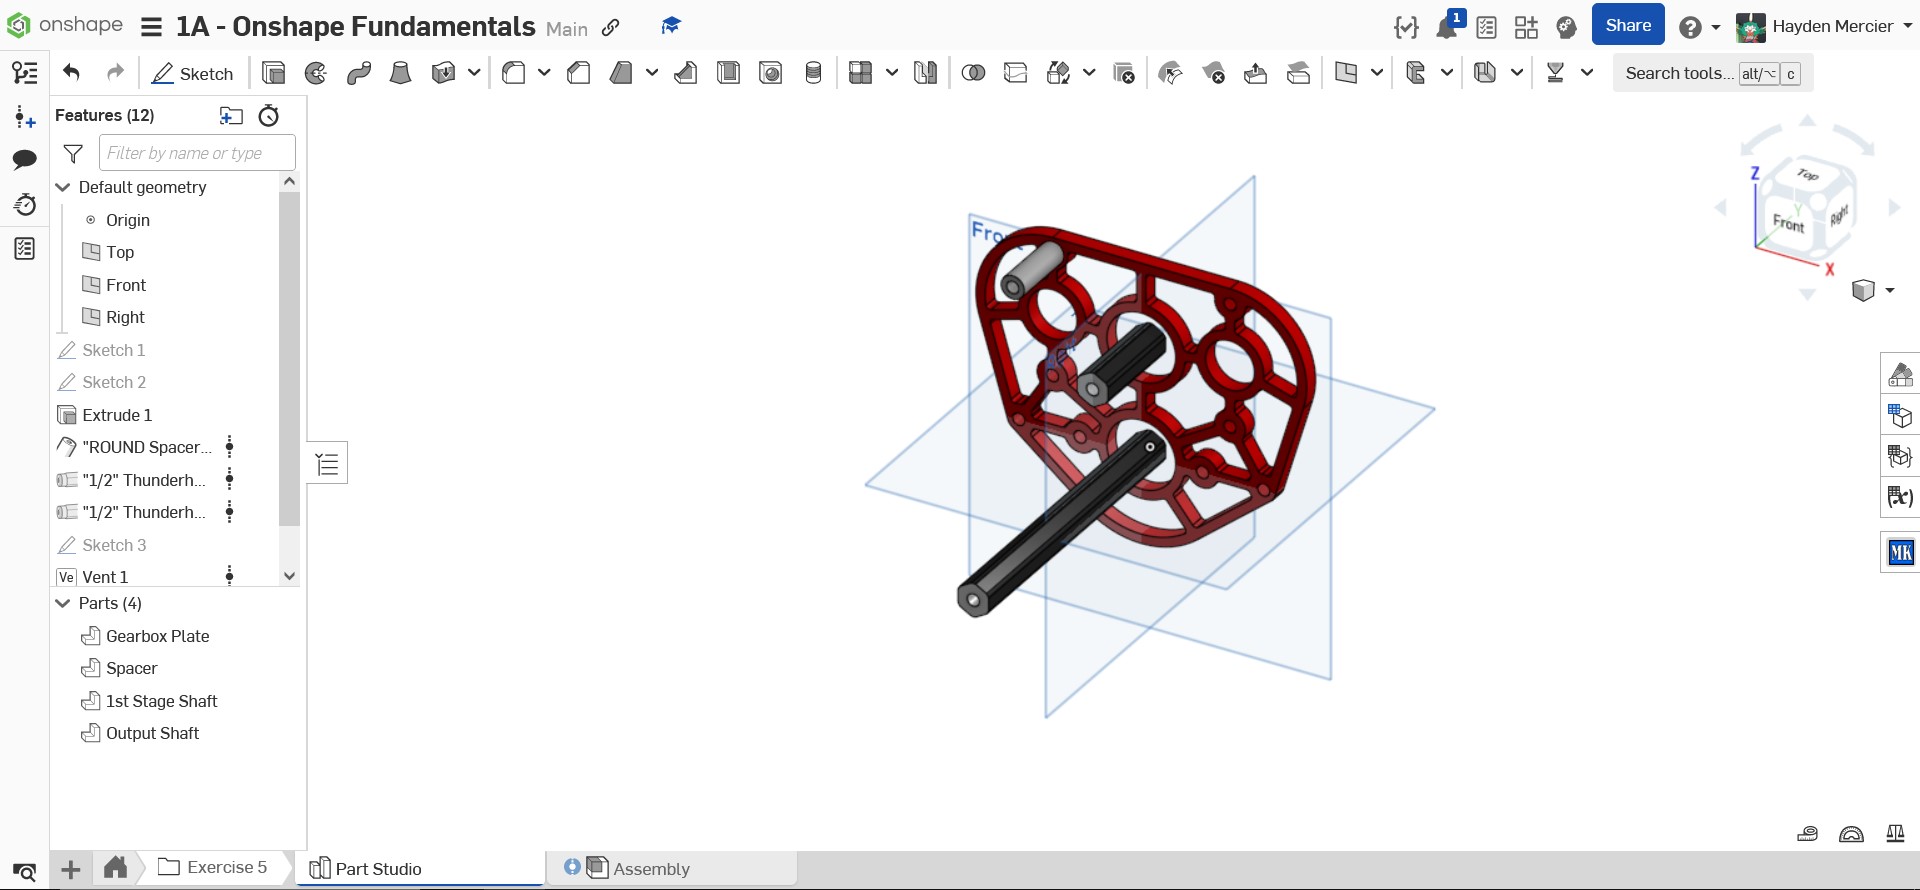 onshape 1A - Onshape Fundamentals Main 1 Share Hayden Mercier
Sketch Search tools... alt/⌥ c
Features (12)
Filter by name or type
Default geometry
Origin
Top
Front
Right
Sketch 1
Sketch 2
Extrude 1
"ROUND Spacer...
"1/2" Thunderh...
"1/2" Thunderh...
Sketch 3
Ve Vent 1
Parts (4)
Gearbox Plate
Spacer
1st Stage Shaft
Output Shaft
Z
Top
Y
Front
Right
X
(x)
MK
Exercise 5 Part Studio Assembly